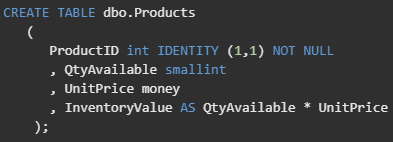 CREATE TABLE dbo.Products
(
ProductID int IDENTITY (1,1) NOT NULL
, QtyAvailable smallint
, UnitPrice money
, InventoryValue AS QtyAvailable * UnitPrice
);